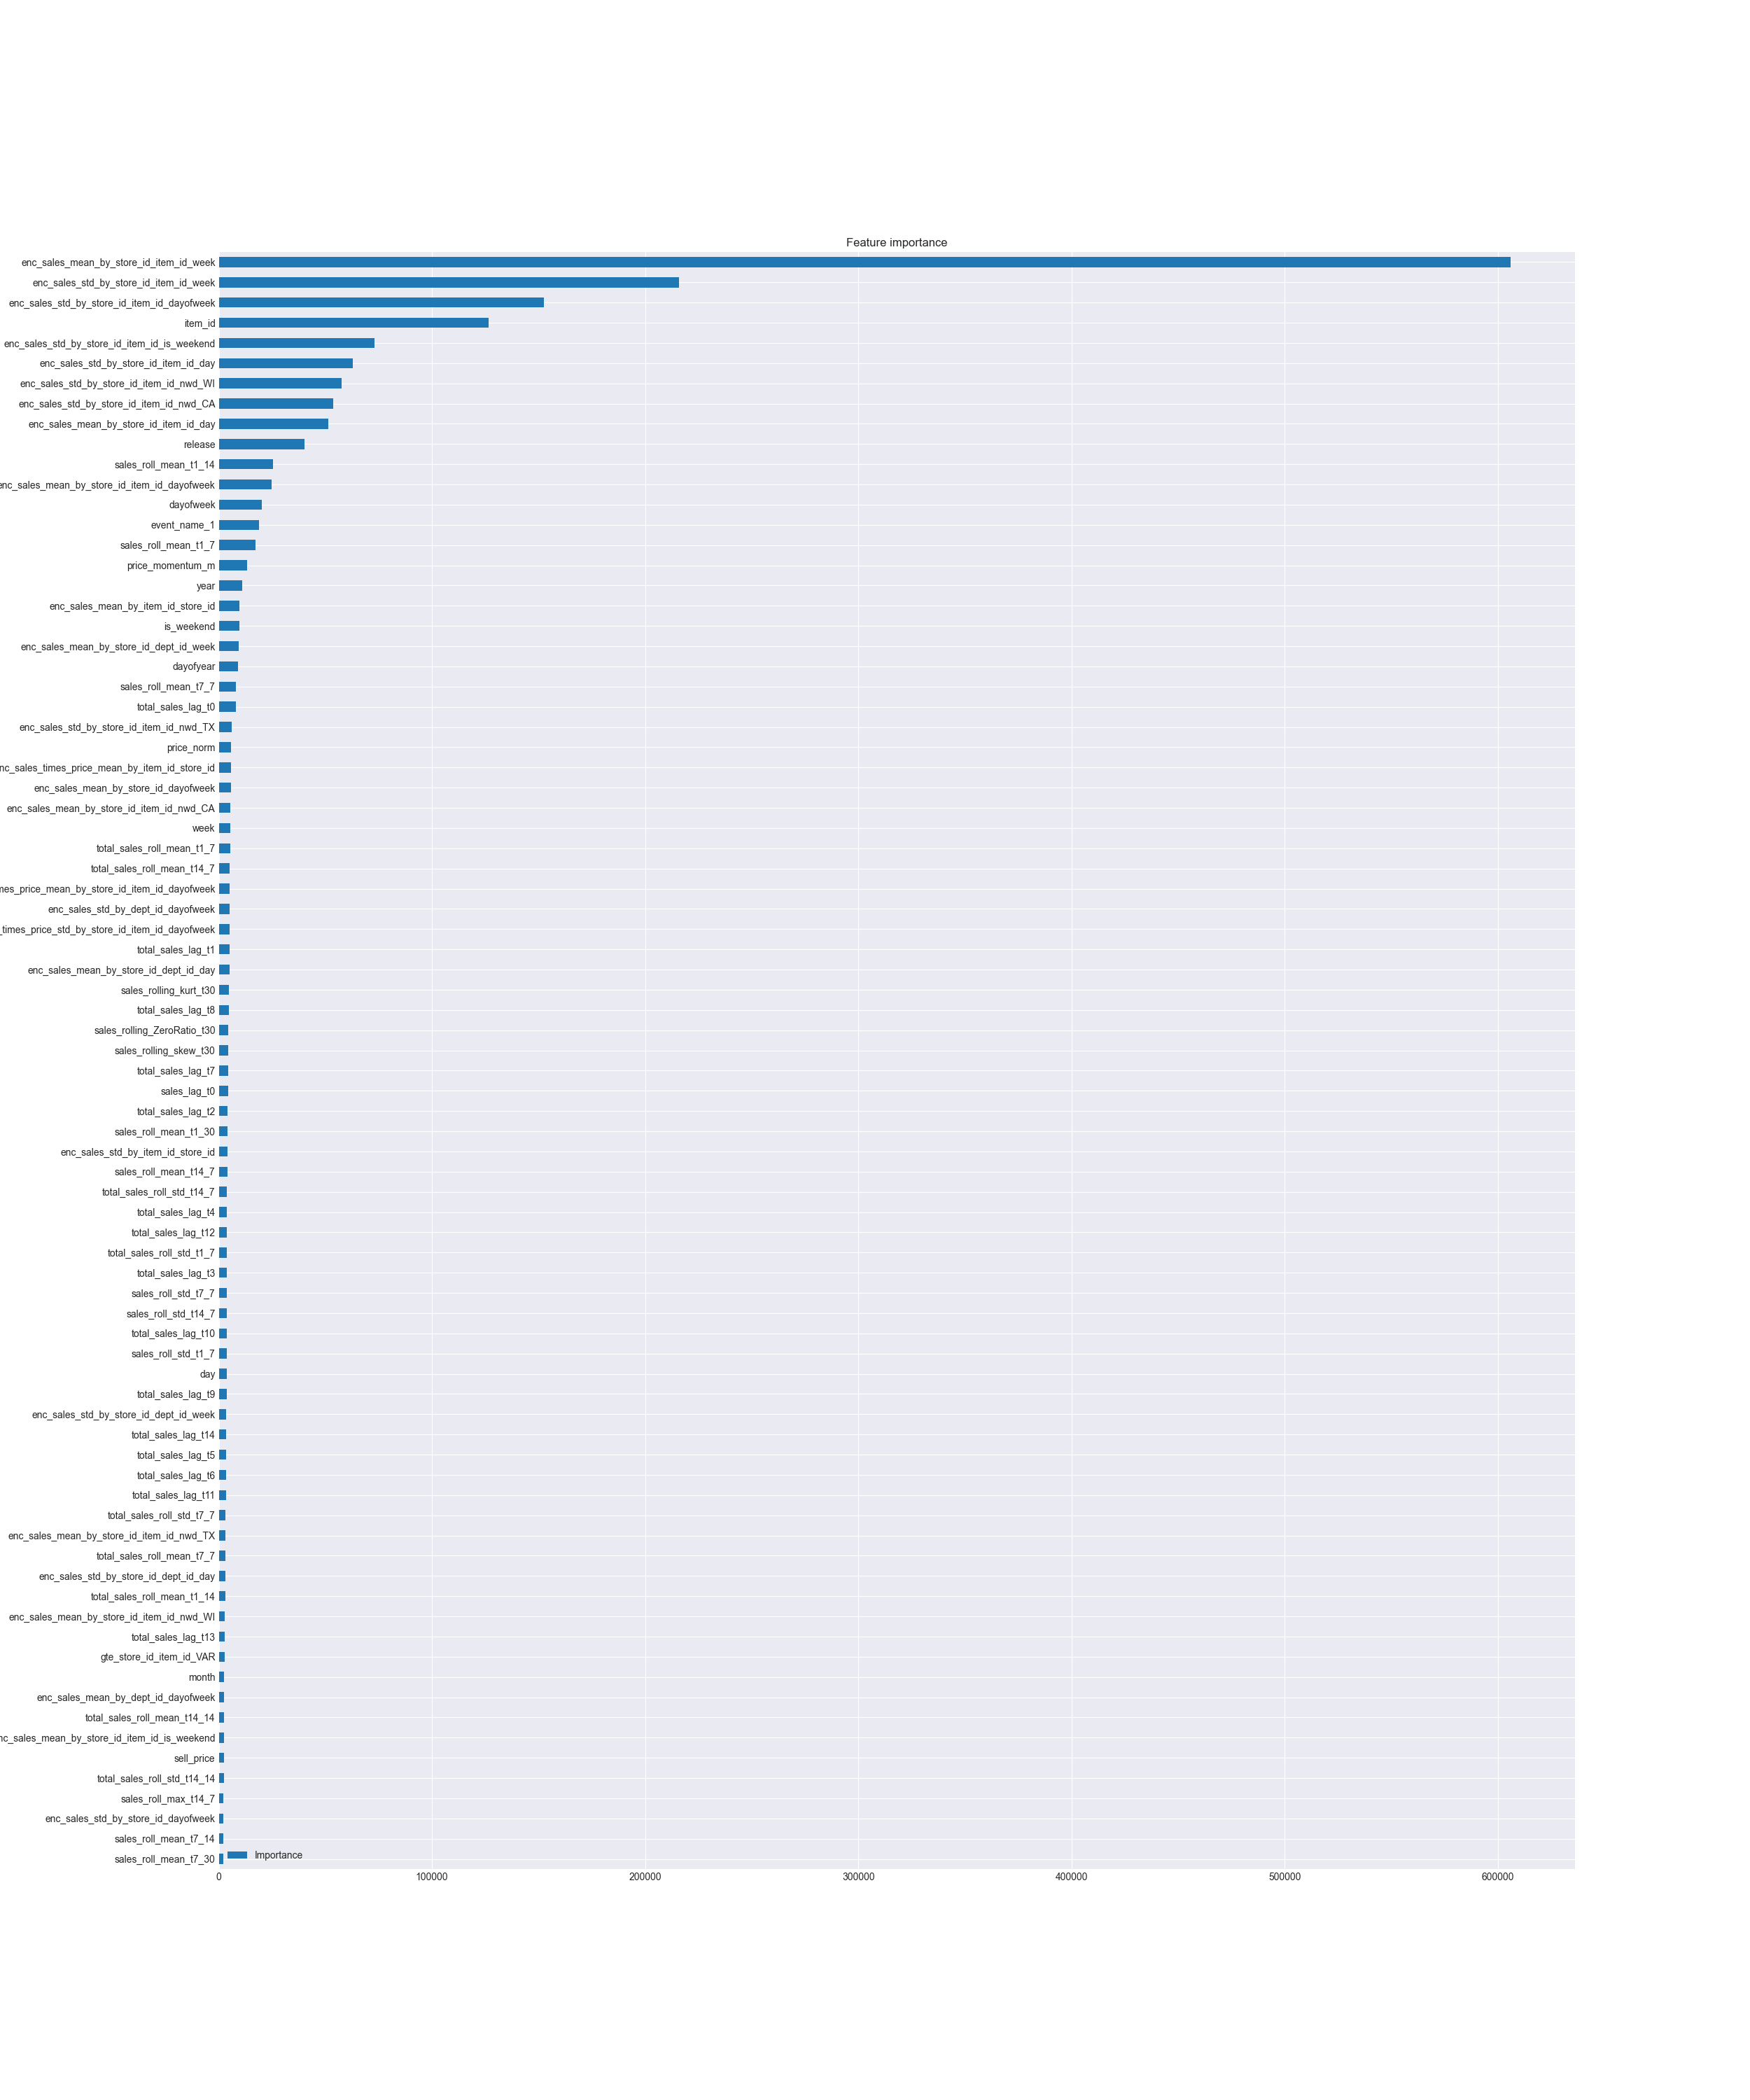 Feature importance
enc_sales_mean_by_store_id_item_id_week
enc_sales_std_by_store_id_item_id_week
enc_sales_std_by_store_id_item_id_dayofweek
item_id
enc_sales_std_by_store_id_item_id_is_weekend
enc_sales_std_by_store_id_item_id_day
enc_sales_std_by_store_id_item_id_nwd_WI
enc_sales_std_by_store_id_item_id_nwd_CA
enc_sales_mean_by_store_id_item_id_day
release
sales_roll_mean_t1_14
enc_sales_mean_by_store_id_item_id_dayofweek
dayofweek
event_name_1
sales_roll_mean_t1_7
price_momentum_m
year
enc_sales_mean_by_item_id_store_id
is_weekend
enc_sales_mean_by_store_id_dept_id_week
dayofyear
sales_roll_mean_t7_7
total_sales_lag_t0
enc_sales_std_by_store_id_item_id_nwd_TX
price_norm
nc_sales_times_price_mean_by_item_id_store_id
enc_sales_mean_by_store_id_dayofweek
enc_sales_mean_by_store_id_item_id_nwd_CA
week
total_sales_roll_mean_t1_7
total_sales_roll_mean_t14_7
mes_price_mean_by_store_id_item_id_dayofweek
enc_sales_std_by_dept_id_dayofweek
_times_price_std_by_store_id_item_id_dayofweek
total_sales_lag_t1
enc_sales_mean_by_store_id_dept_id_day
sales_rolling_kurt_t30
total_sales_lag_t8
sales_rolling_ZeroRatio_t30
sales_rolling_skew_t30
total_sales_lag_t7
sales_lag_t0
total_sales_lag_t2
sales_roll_mean_t1_30
enc_sales_std_by_item_id_store_id
sales_roll_mean_t14_7
total_sales_roll_std_t14_7
total_sales_lag_t4
total_sales_lag_t12
total_sales_roll_std_t1_7
total_sales_lag_t3
sales_roll_std_t7_7
sales_roll_std_t14_7
total_sales_lag_t10
sales_roll_std_t1_7
day
total_sales_lag_t9
enc_sales_std_by_store_id_dept_id_week
total_sales_lag_t14
total_sales_lag_t5
total_sales_lag_t6
total_sales_lag_t11
total_sales_roll_std_t7_7
enc_sales_mean_by_store_id_item_id_nwd_TX
total_sales_roll_mean_t7_7
enc_sales_std_by_store_id_dept_id_day
total_sales_roll_mean_t1_14
enc_sales_mean_by_store_id_item_id_nwd_WI
total_sales_lag_t13
gte_store_id_item_id_VAR
month
enc_sales_mean_by_dept_id_dayofweek
total_sales_roll_mean_t14_14
nc_sales_mean_by_store_id_item_id_is_weekend
sell_price
total_sales_roll_std_t14_14
sales_roll_max_t14_7
enc_sales_std_by_store_id_dayofweek
sales_roll_mean_t7_14
sales_roll_mean_t7_30
Importance
0 100000 200000 300000 400000 500000 600000